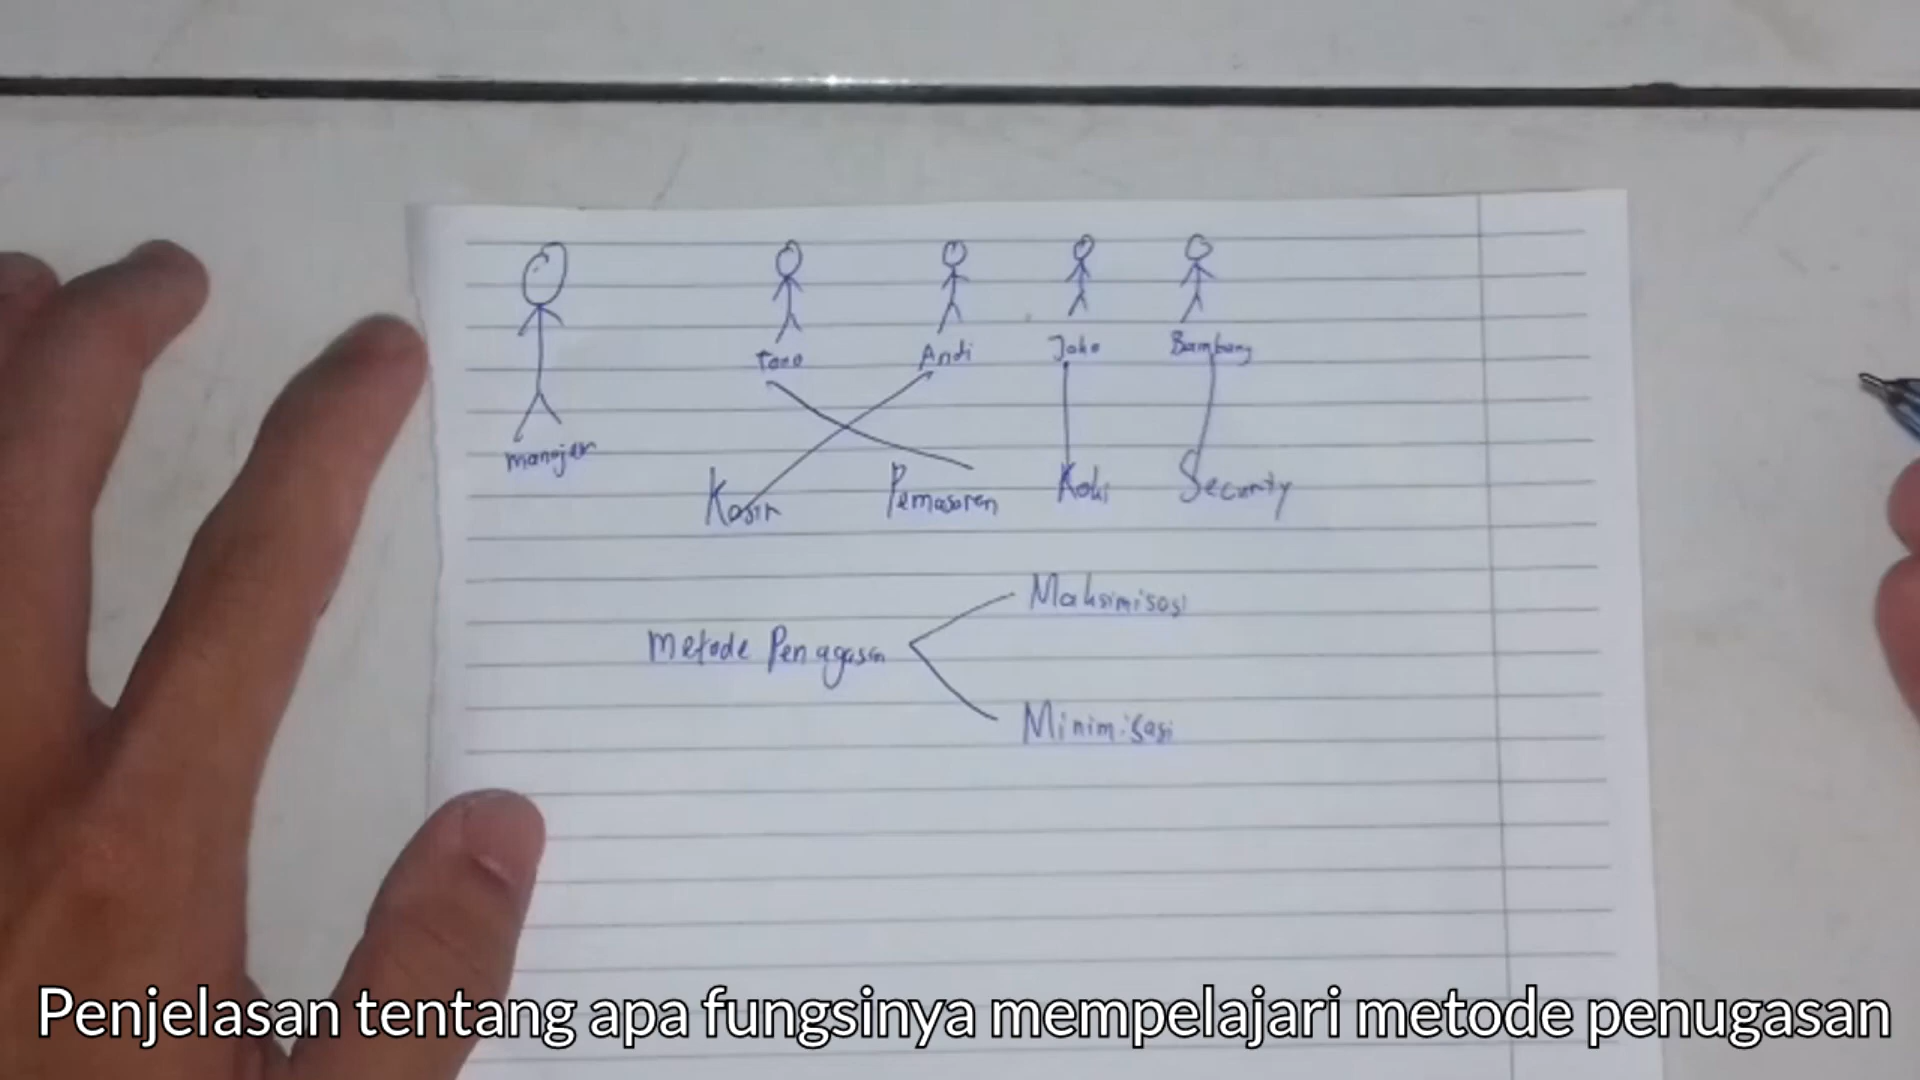 Tono Andi Joko Bambang
manajer
Kasir Pemasaran Koki Security
Maksimisasi
Metode Penugasan
Minimisasi
Penjelasan tentang apa fungsinya mempelajari metode penugasan